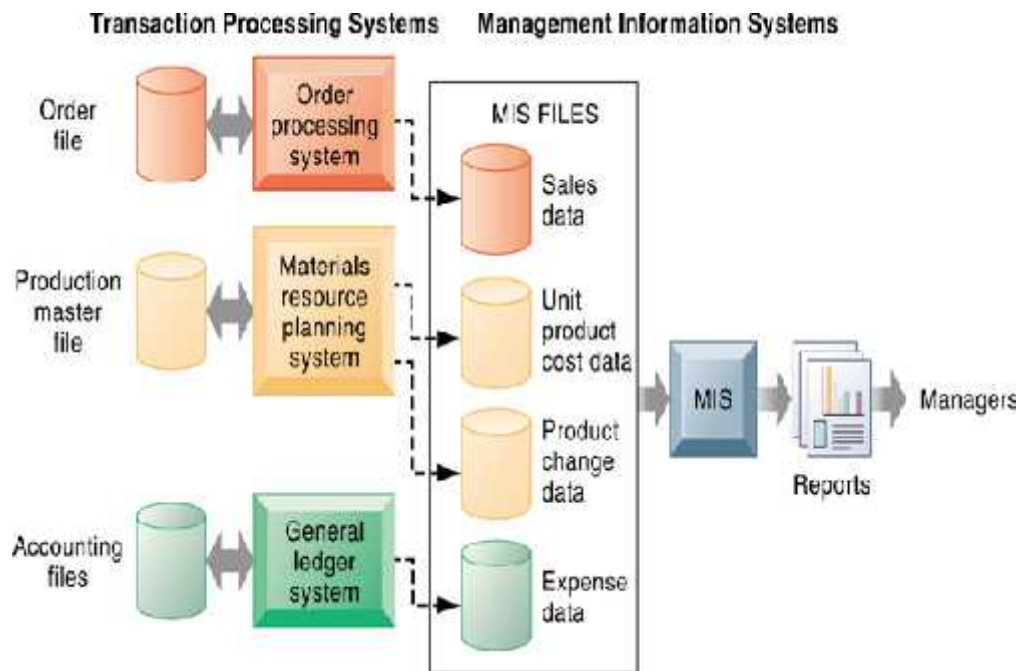 Transaction Processing Systems
Management Information Systems
Order
file
Order
processing
system
MIS FILES
Sales
data
Production
master
file
Materials
resource
planning
system
Unit
product
cost data
Product
change
data
MIS
Reports
Managers
Accounting
files
General
ledger
system
Expense
data